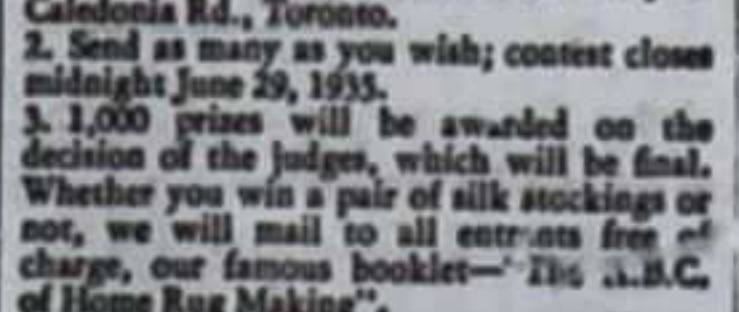 Caledonia Rd., Toronto.
2. Send as many as you wish; contest closes
midnight June 29, 1935.
3. 1,000 prizes will be awarded on the
decision of the judges, which will be final.
Whether you win a pair of silk stockings or
not, we will mail to all entrants free of
charge, our famous booklet—"The A.B.C.
of Home Rug Making".